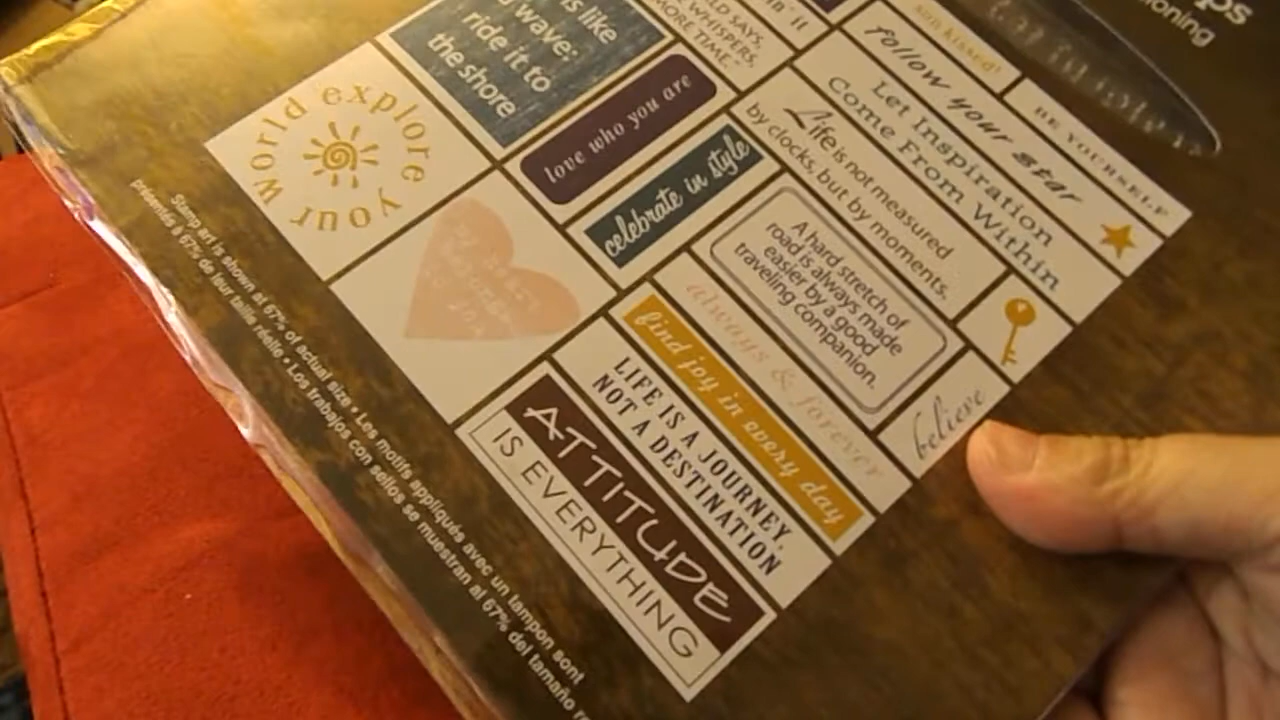 explore your world
is like
wave:
ride it to
the shore
SAYS,
WHISPERS,
MORE TIME."
love who you are
celebrate in style
sun kissed!
BE YOURSELF
follow your star
Let Inspiration
Come From Within
Life is not measured
by clocks, but by moments.
A hard stretch of
road is always made
easier by a good
traveling companion.
always & forever
believe
find joy in every day
LIFE IS A JOURNEY,
NOT A DESTINATION
ATTITUDE
IS EVERYTHING
Stamp art is shown at 67% of actual size • Les motifs appliqués avec un tampon sont
présentés à 67% de leur taille réelle • Los trabajos con sellos se muestran al 67% del tamaño